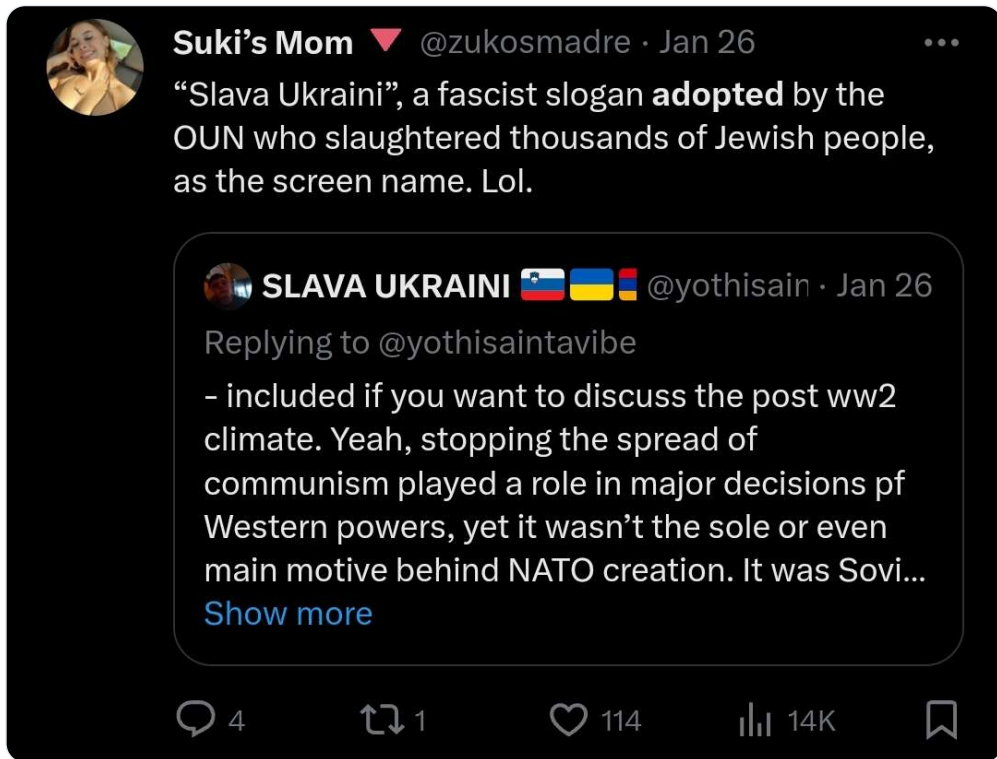 Suki’s Mom 🔻 @zukosmadre · Jan 26
“Slava Ukraini”, a fascist slogan adopted by the
OUN who slaughtered thousands of Jewish people,
as the screen name. Lol.
SLAVA UKRAINI 🇸🇮🇺🇦🇦🇲 @yothisain · Jan 26
Replying to @yothisaintavibe
- included if you want to discuss the post ww2
climate. Yeah, stopping the spread of
communism played a role in major decisions pf
Western powers, yet it wasn’t the sole or even
main motive behind NATO creation. It was Sovi...
Show more
4 1 114 14K